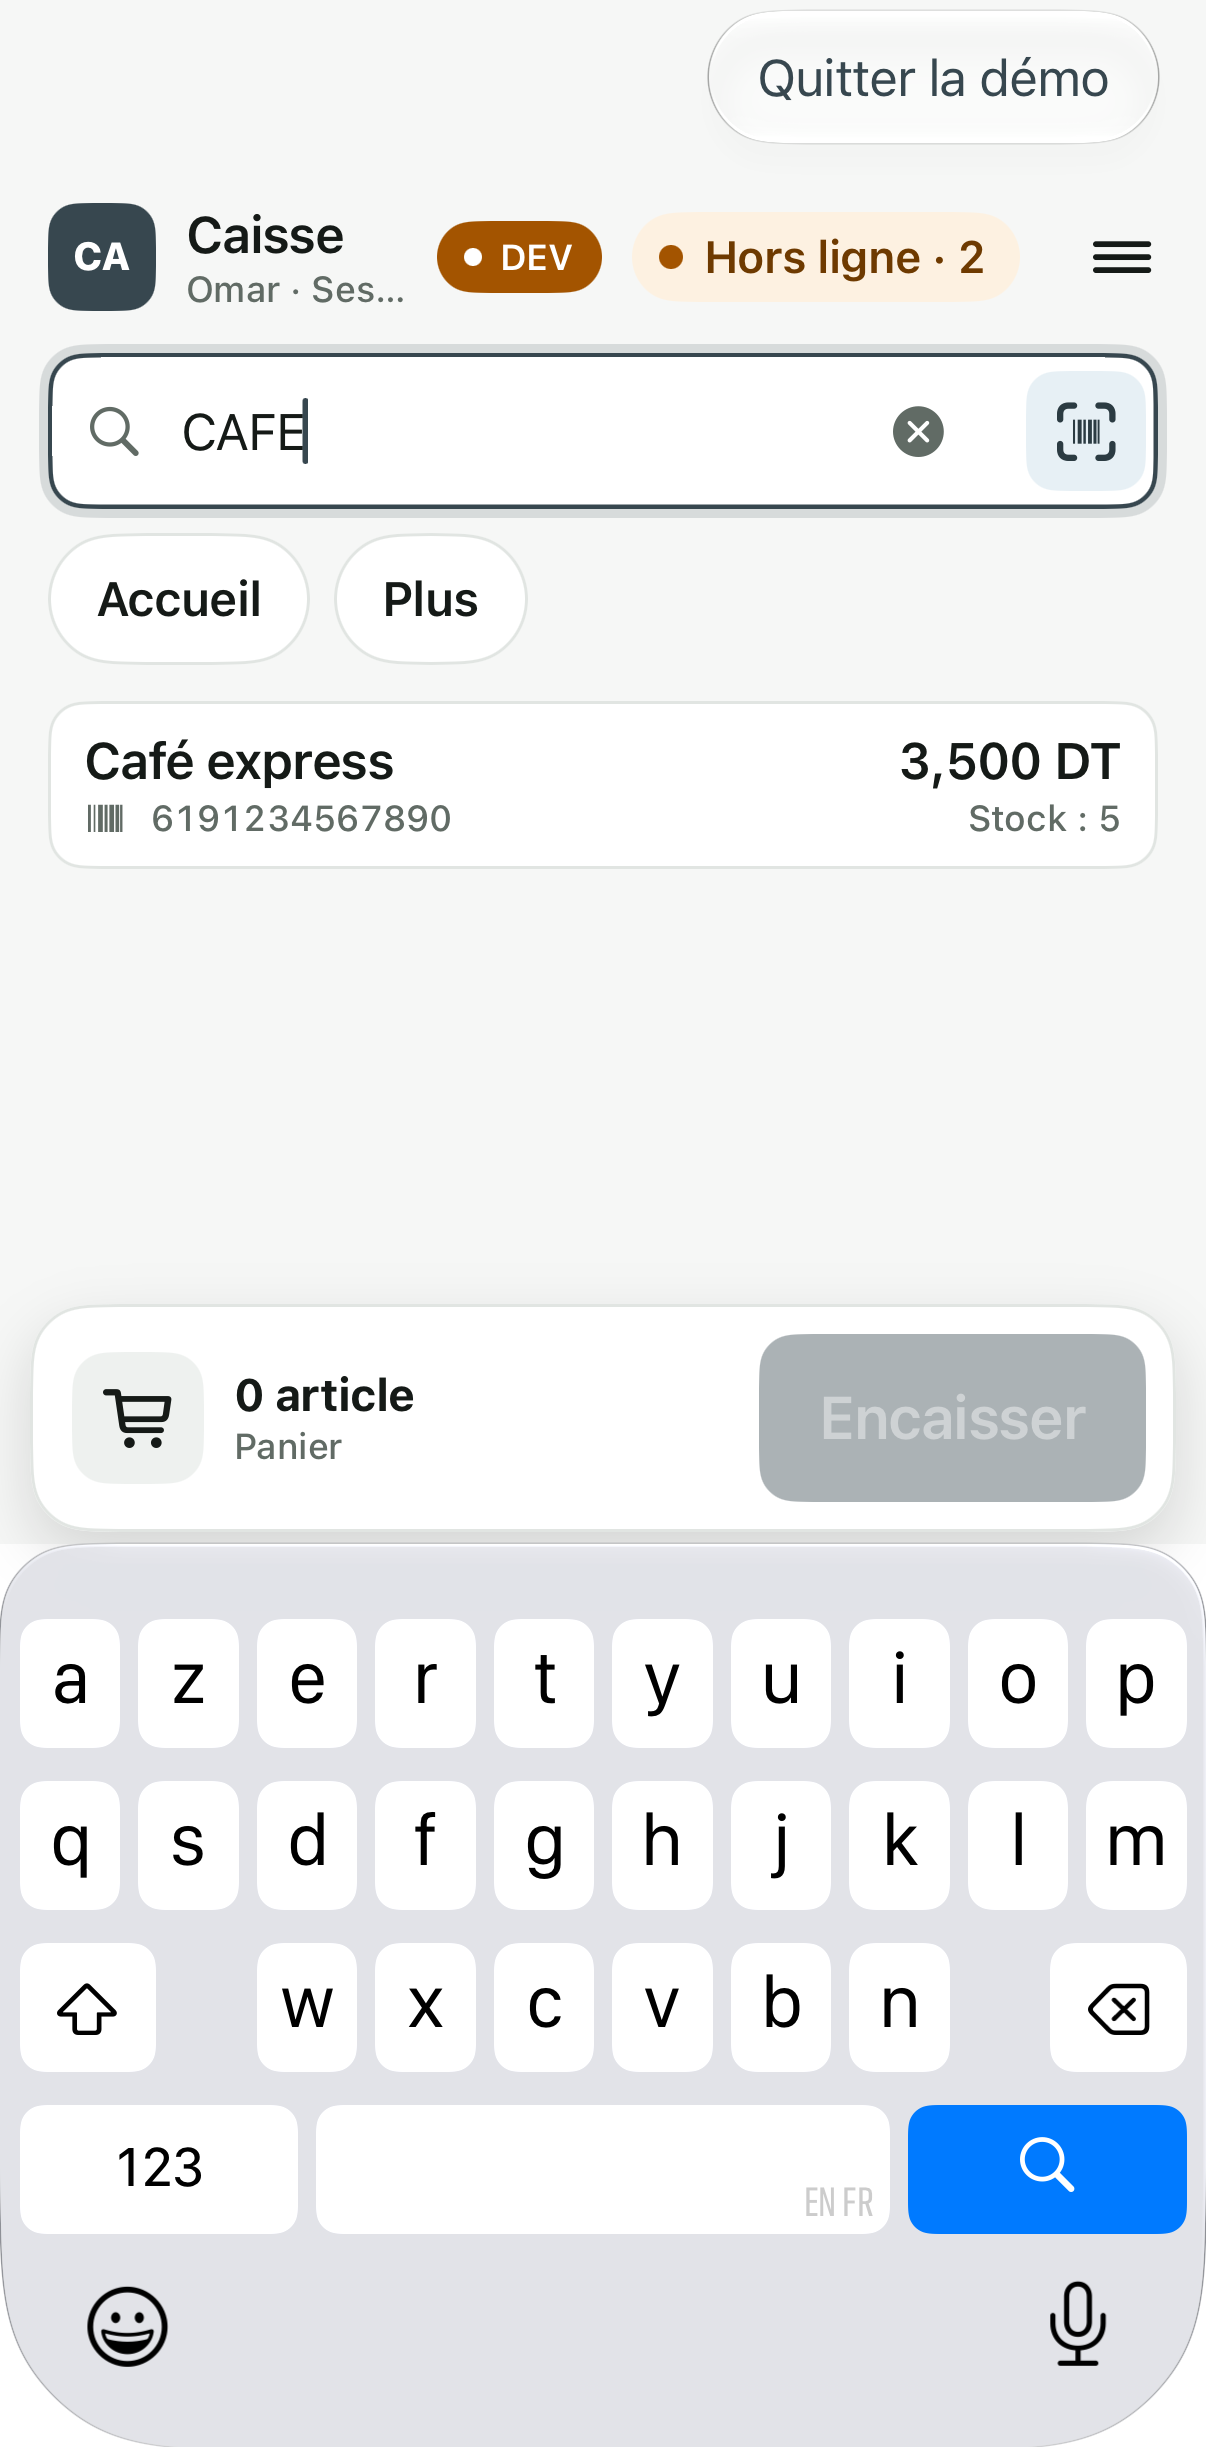 Quitter la démo
CA
Caisse
Omar · Ses...
DEV
Hors ligne · 2
CAFE
Accueil
Plus
Café express
3,500 DT
6191234567890
Stock : 5
0 article
Panier
Encaisser
a z e r t y u i o p
q s d f g h j k l m
w x c v b n
123
EN FR